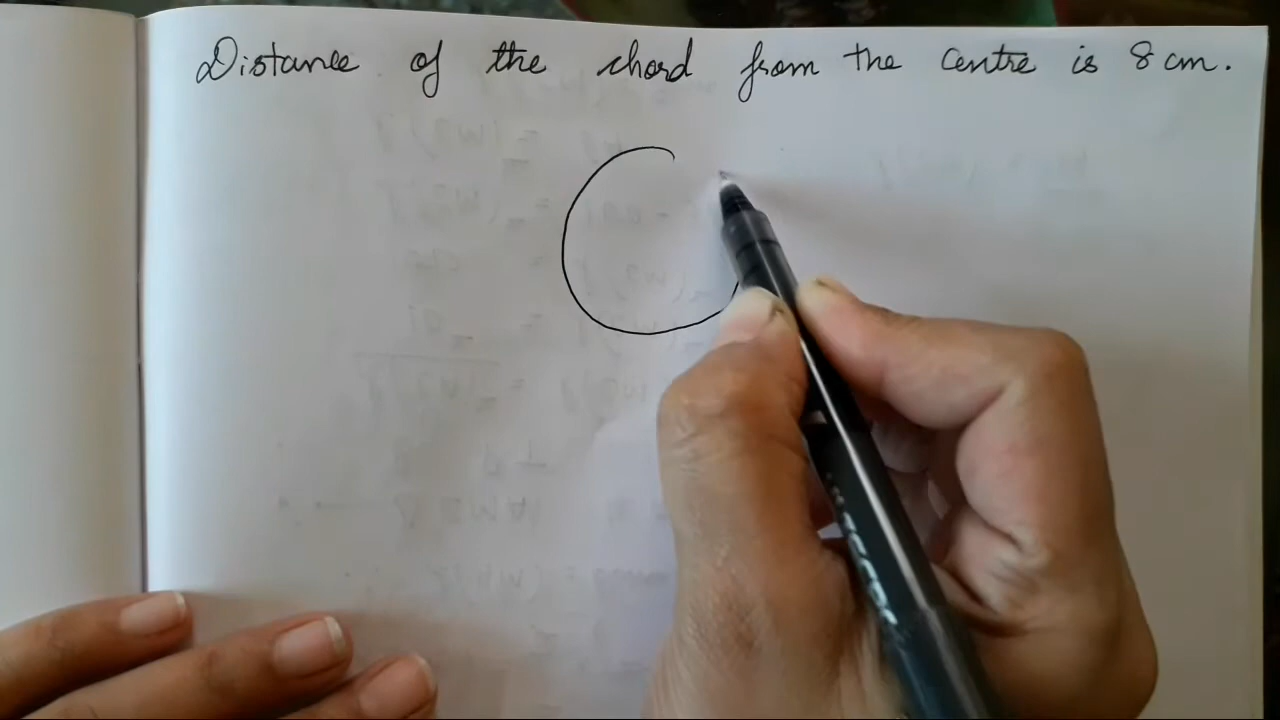 Distance of the chord from the centre is 8 cm.